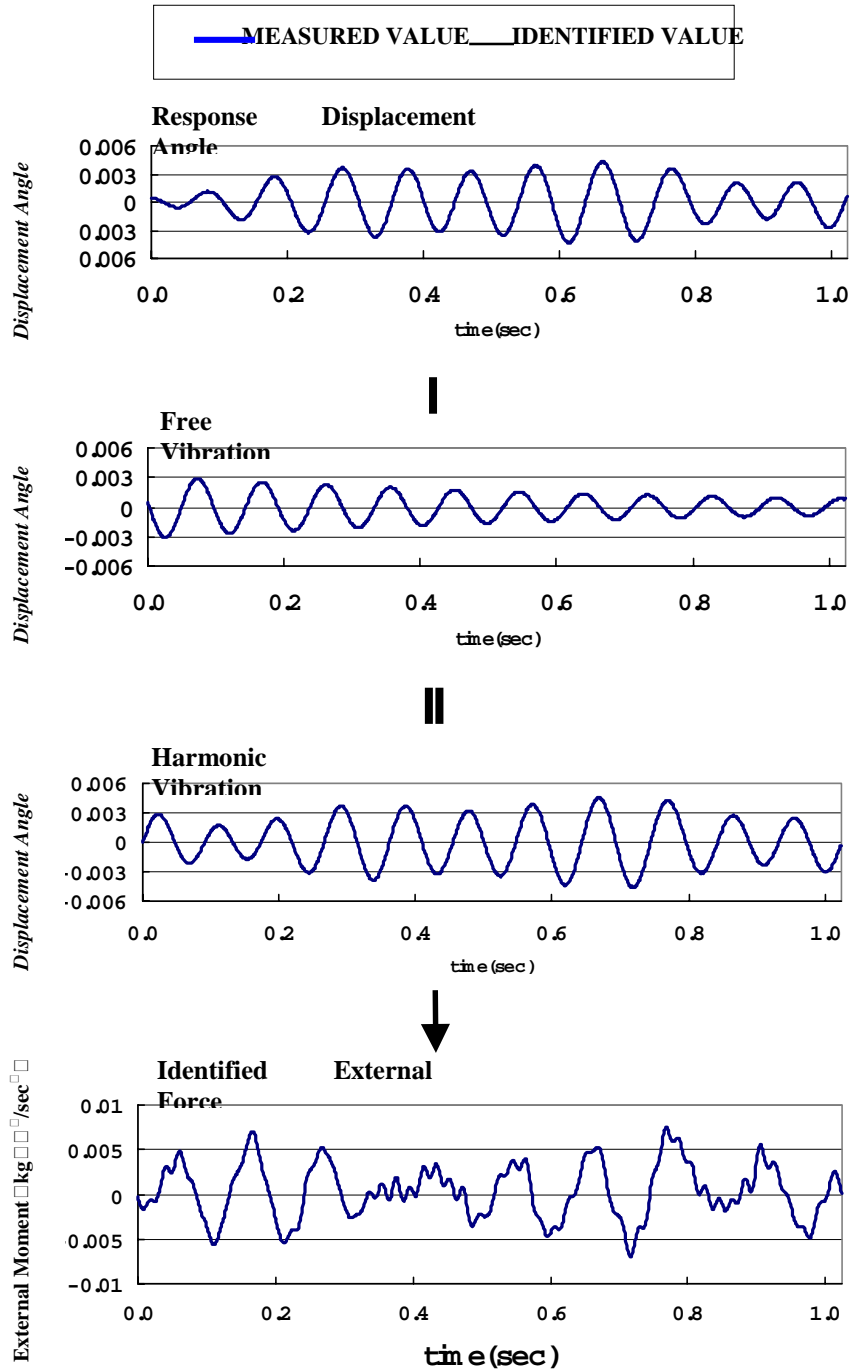 MEASURED VALUE IDENTIFIED VALUE
Response Displacement
Angle
Displacement Angle
0.006
0.003
0
0.003
0.006
0.0 0.2 0.4 0.6 0.8 1.0
time(sec)
Free
Vibration
Displacement Angle
0.006
0.003
0
-0.003
-0.006
0.0 0.2 0.4 0.6 0.8 1.0
time(sec)
Harmonic
Vibration
Displacement Angle
0.006
0.003
0
-0.003
-0.006
0.0 0.2 0.4 0.6 0.8 1.0
time(sec)
Identified External
Force
External Moment□kg□□□/sec□□
0.01
0.005
0
-0.005
-0.01
0.0 0.2 0.4 0.6 0.8 1.0
time(sec)